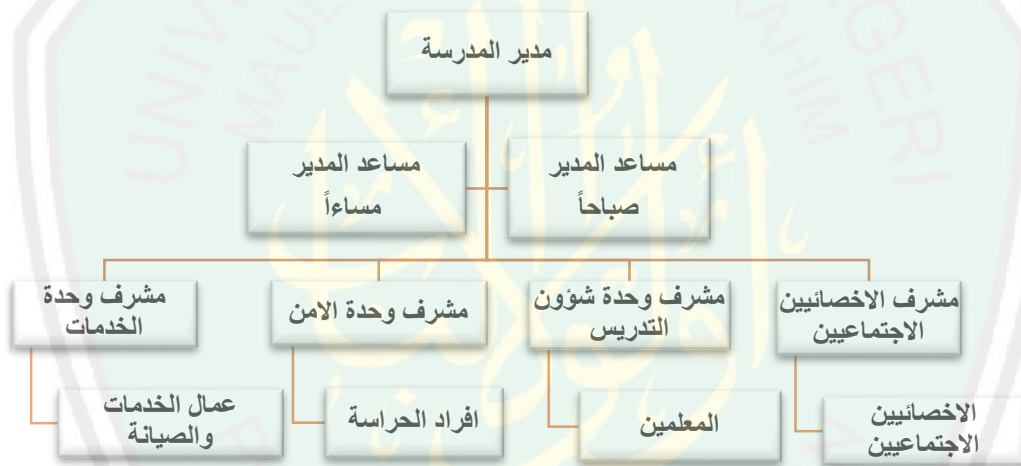 مدير المدرسة
مساعد المدير
صباحاً
مساعد المدير
مساءاً
مشرف الاخصائيين
الاجتماعيين
مشرف وحدة شؤون
التدريس
مشرف وحدة الامن
مشرف وحدة
الخدمات
الاخصائيين
الاجتماعيين
المعلمين
افراد الحراسة
عمال الخدمات
والصيانة